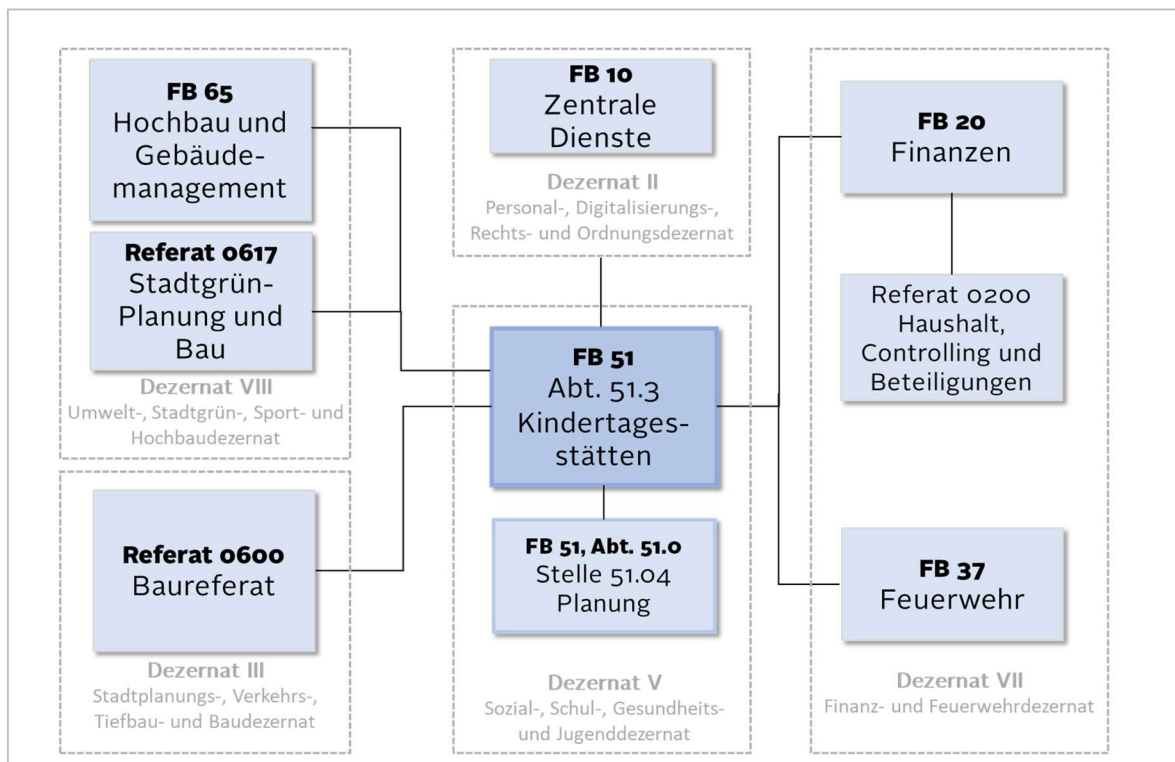 FB 65
Hochbau und
Gebäude-
management
Referat 0617
Stadtgrün-
Planung und
Bau
Dezernat VIII
Umwelt-, Stadtgrün-, Sport- und
Hochbaudezernat
Referat 0600
Baureferat
Dezernat III
Stadtplanungs-, Verkehrs-,
Tiefbau- und Baudezernat
FB 10
Zentrale
Dienste
Dezernat II
Personal-, Digitalisierungs-,
Rechts- und Ordnungsdezernat
FB 51
Abt. 51.3
Kindertages-
stätten
FB 51, Abt. 51.0
Stelle 51.04
Planung
Dezernat V
Sozial-, Schul-, Gesundheits-
und Jugenddezernat
FB 20
Finanzen
Referat 0200
Haushalt,
Controlling und
Beteiligungen
FB 37
Feuerwehr
Dezernat VII
Finanz- und Feuerwehrdezernat